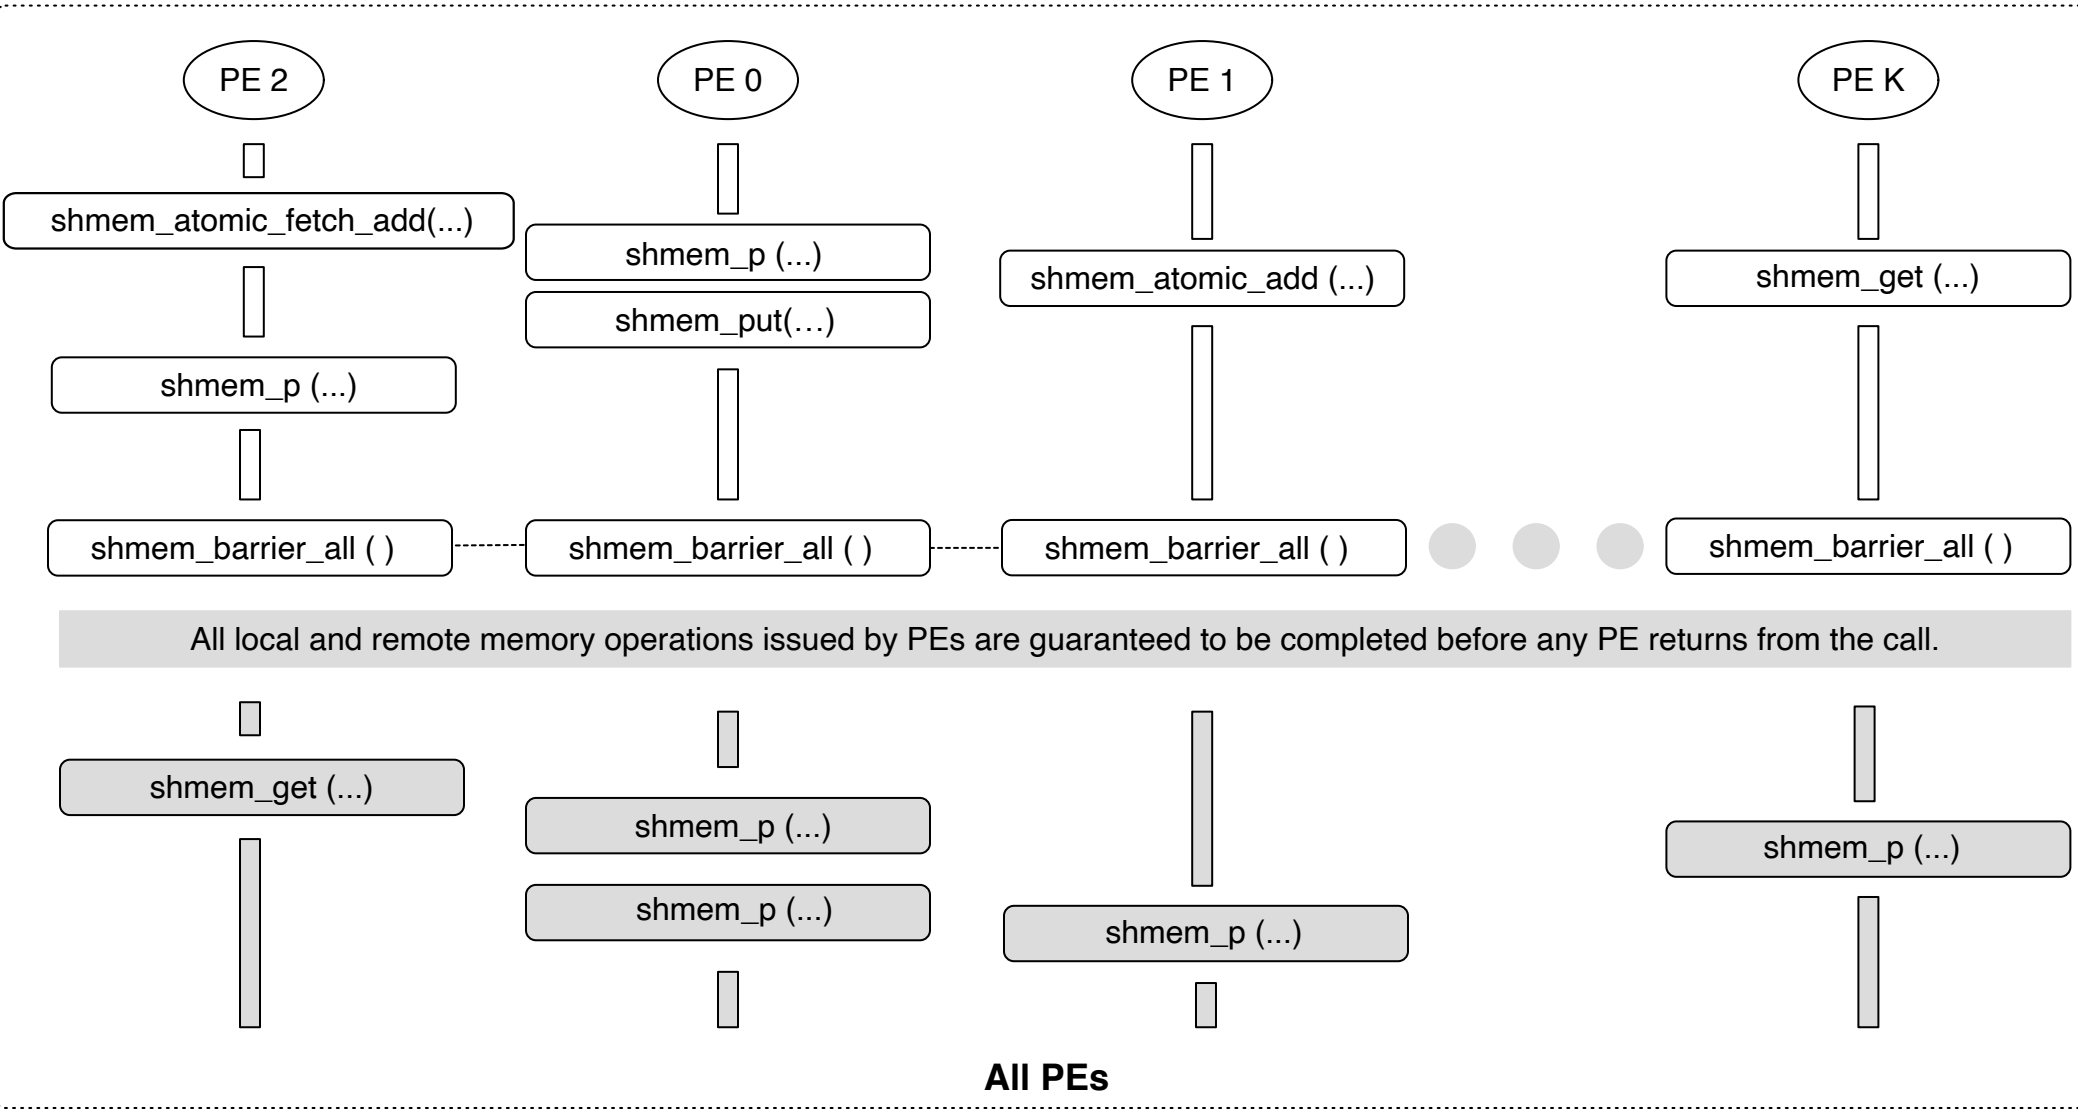 PE 2
PE 0
PE 1
PE K
shmem_atomic_fetch_add(...)
shmem_p (...)
shmem_atomic_add (...)
shmem_get (...)
shmem_put(…)
shmem_p (...)
shmem_barrier_all ( )
shmem_barrier_all ( )
shmem_barrier_all ( )
shmem_barrier_all ( )
All local and remote memory operations issued by PEs are guaranteed to be completed before any PE returns from the call.
shmem_get (...)
shmem_p (...)
shmem_p (...)
shmem_p (...)
shmem_p (...)
All PEs